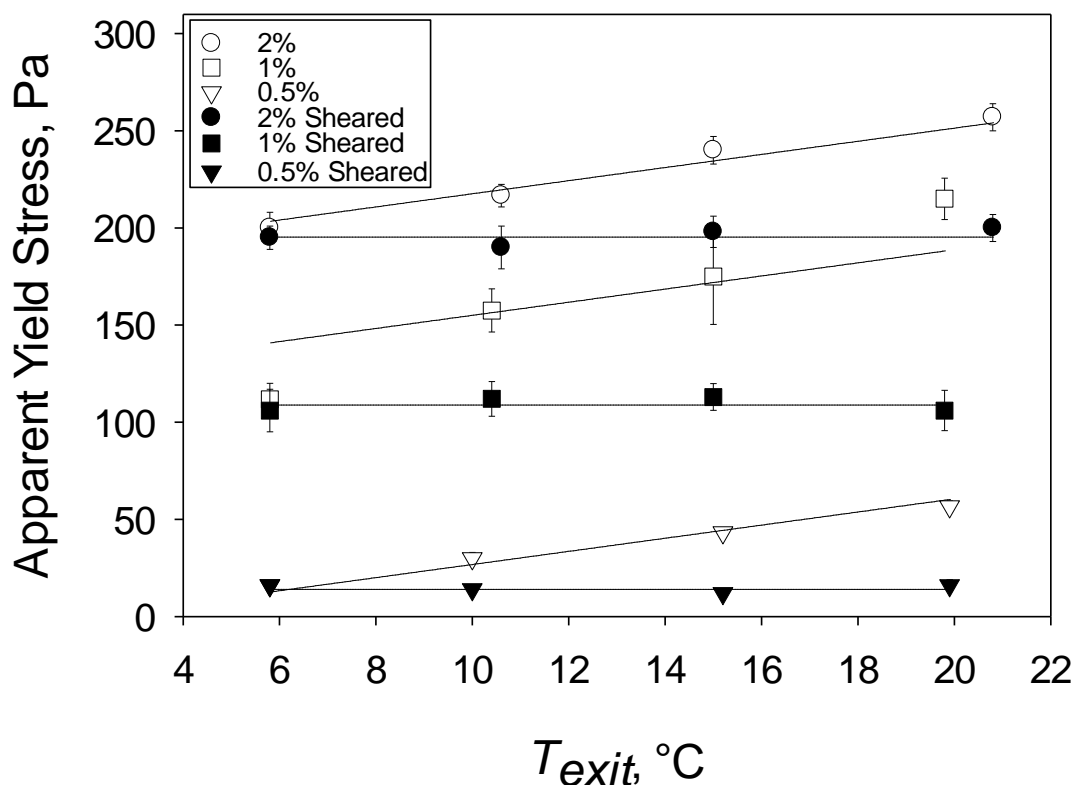 300
250
200
150
100
50
0
Apparent Yield Stress, Pa
2%
1%
0.5%
2% Sheared
1% Sheared
0.5% Sheared
4 6 8 10 12 14 16 18 20 22
T_exit, °C